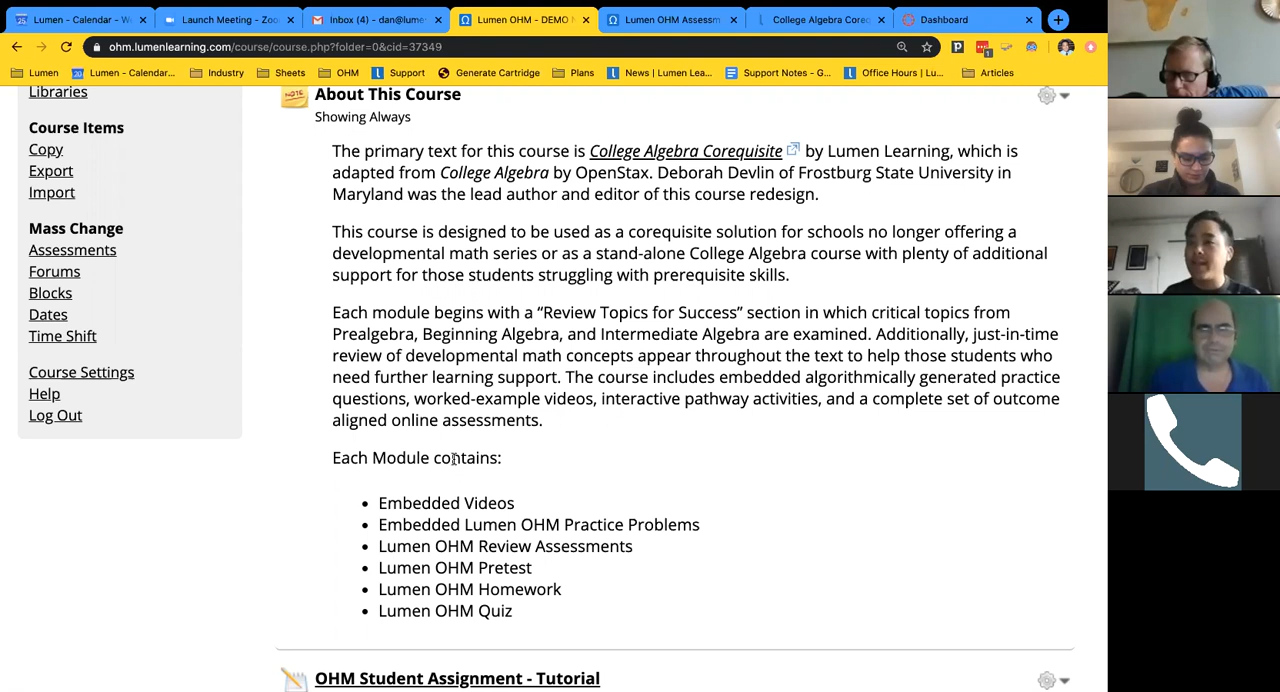 Lumen - Calendar - We
Launch Meeting - Zoo
Inbox (4) - dan@lume
Lumen OHM - DEMO
Lumen OHM Assessm
College Algebra Coreq
Dashboard
ohm.lumenlearning.com/course/course.php?folder=0&cid=37349
Lumen
Lumen - Calendar...
Industry
Sheets
OHM
Support
Generate Cartridge
Plans
News | Lumen Lea...
Support Notes - G...
Office Hours | Lu...
Articles
Libraries
Course Items
Copy
Export
Import
Mass Change
Assessments
Forums
Blocks
Dates
Time Shift
Course Settings
Help
Log Out
NOTE
About This Course
Showing Always
The primary text for this course is College Algebra Corequisite by Lumen Learning, which is
adapted from College Algebra by OpenStax. Deborah Devlin of Frostburg State University in
Maryland was the lead author and editor of this course redesign.
This course is designed to be used as a corequisite solution for schools no longer offering a
developmental math series or as a stand-alone College Algebra course with plenty of additional
support for those students struggling with prerequisite skills.
Each module begins with a “Review Topics for Success” section in which critical topics from
Prealgebra, Beginning Algebra, and Intermediate Algebra are examined. Additionally, just-in-time
review of developmental math concepts appear throughout the text to help those students who
need further learning support. The course includes embedded algorithmically generated practice
questions, worked-example videos, interactive pathway activities, and a complete set of outcome
aligned online assessments.
Each Module contains:
• Embedded Videos
• Embedded Lumen OHM Practice Problems
• Lumen OHM Review Assessments
• Lumen OHM Pretest
• Lumen OHM Homework
• Lumen OHM Quiz
OHM Student Assignment - Tutorial